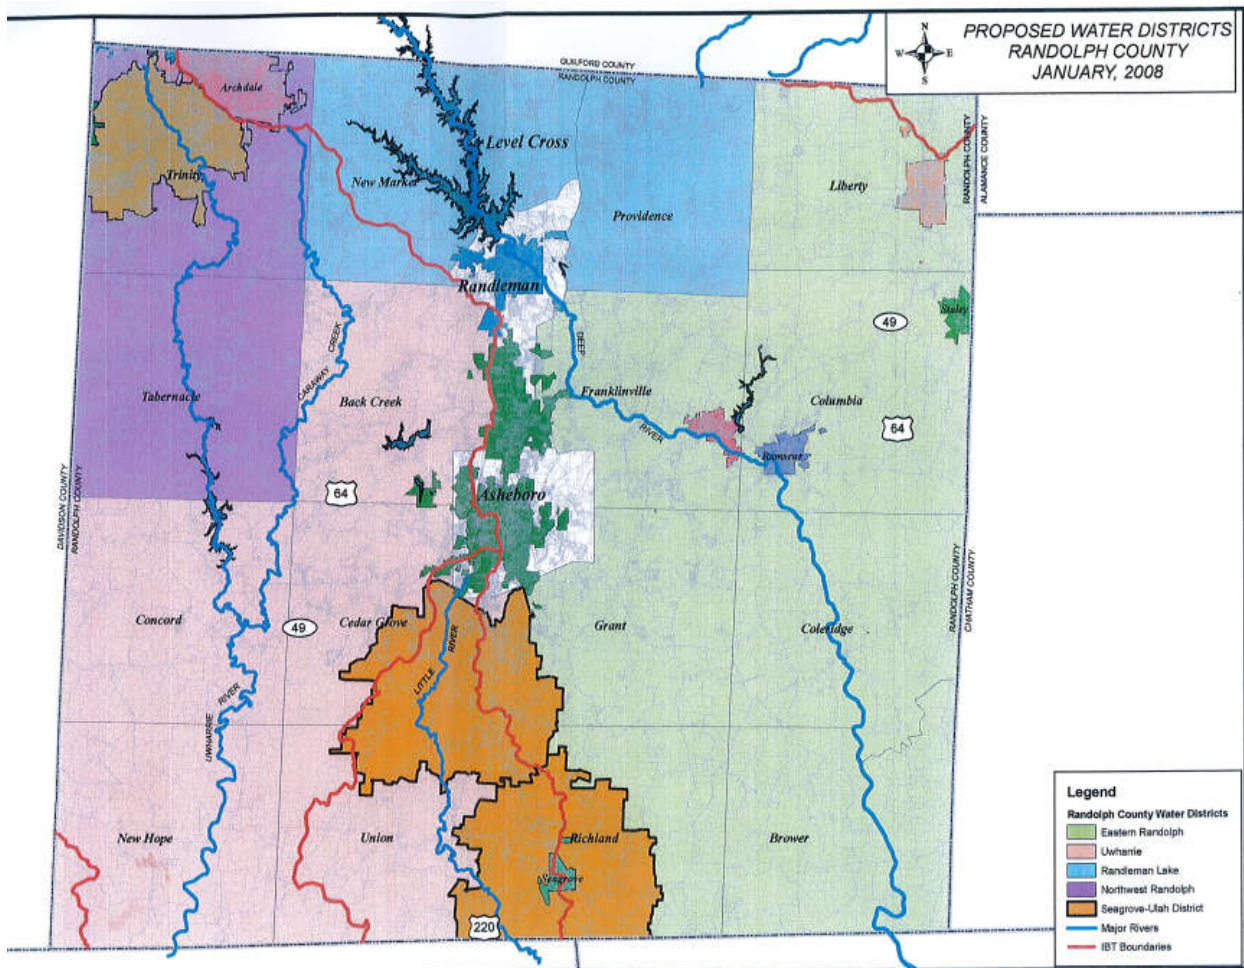 PROPOSED WATER DISTRICTS
RANDOLPH COUNTY
JANUARY, 2008
N
W E
S
GUILFORD COUNTY
RANDOLPH COUNTY
Archdale
Level Cross
New Market
Trinity
Providence
Liberty
RANDOLPH COUNTY
ALAMANCE COUNTY
Randleman
Staley
49
DEEP
CREEK
CARAWAY
Tabernacle
Back Creek
Franklinville
Columbia
RIVER
64
Ramseur
64
Asheboro
DAVIDSON COUNTY
RANDOLPH COUNTY
Concord
49
Cedar Grove
Grant
Coleridge
RANDOLPH COUNTY
CHATHAM COUNTY
LITTLE
RIVER
UWHARRIE
RIVER
New Hope
Union
Richland
Brower
Seagrove
220
Legend
Randolph County Water Districts
Eastern Randolph
Uwharrie
Randleman Lake
Northwest Randolph
Seagrove-Ulah District
Major Rivers
IBT Boundaries